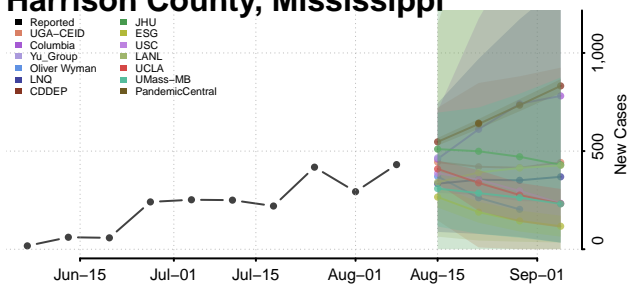 Harrison County, Mississippi
Reported
UGA−CEID
Columbia
Yu_Group
Oliver Wyman
LNQ
CDDEP
JHU
ESG
USC
LANL
UCLA
UMass−MB
PandemicCentral
1,000
500
0
New Cases
Jun−15
Jul−01
Jul−15
Aug−01
Aug−15
Sep−01